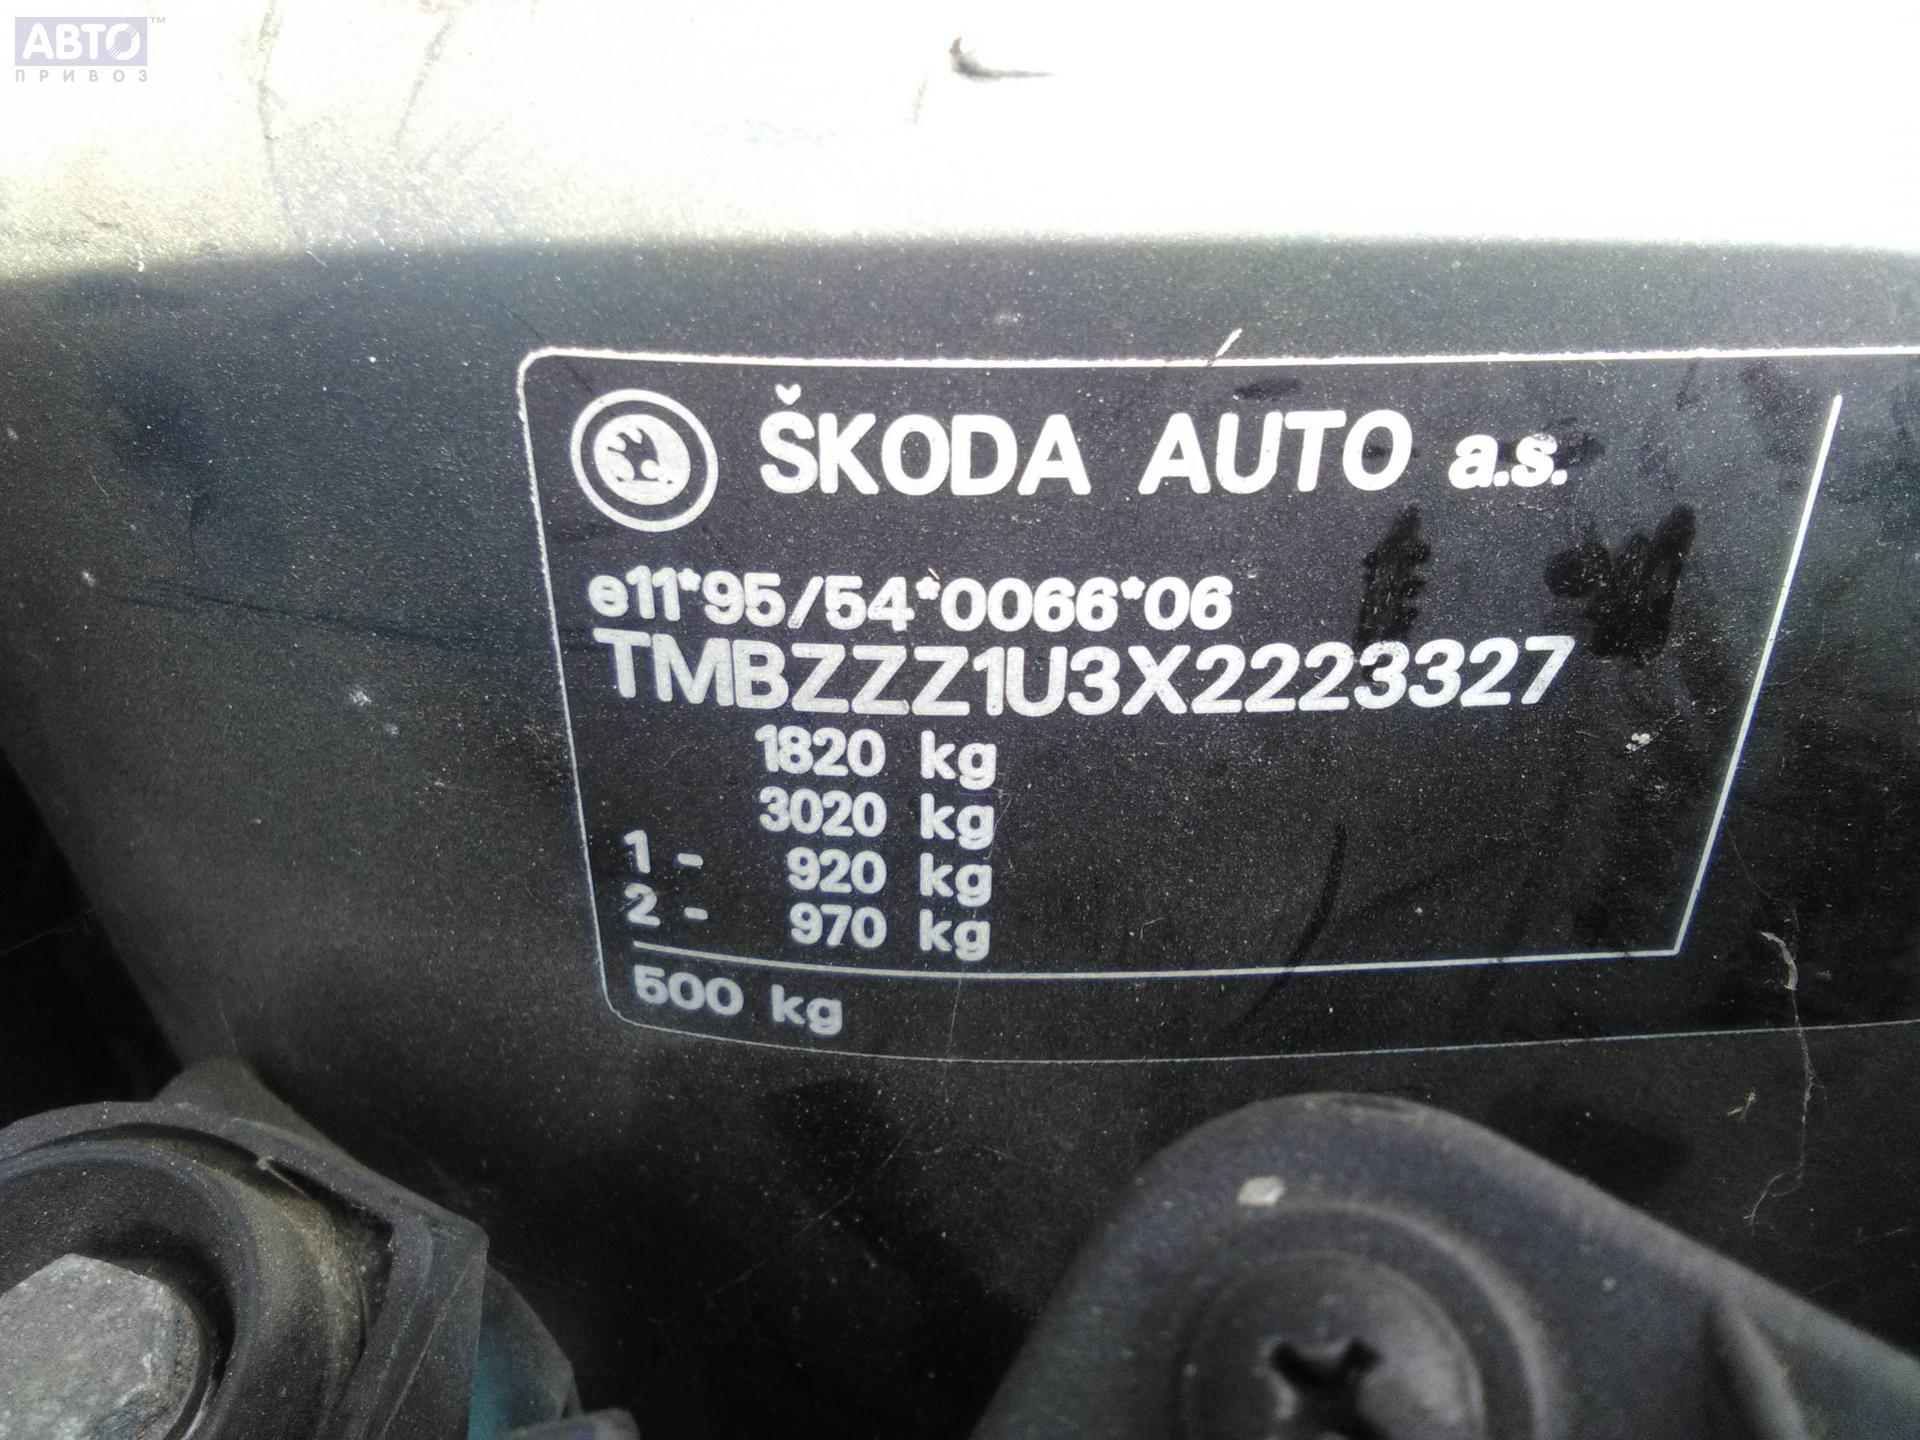 АВТО™
ПРИВОЗ
ŠKODA AUTO a.s.
e11*95/54*0066*06
TMBZZZ1U3X2223327
1820 kg
3020 kg
1 - 920 kg
2 - 970 kg
500 kg